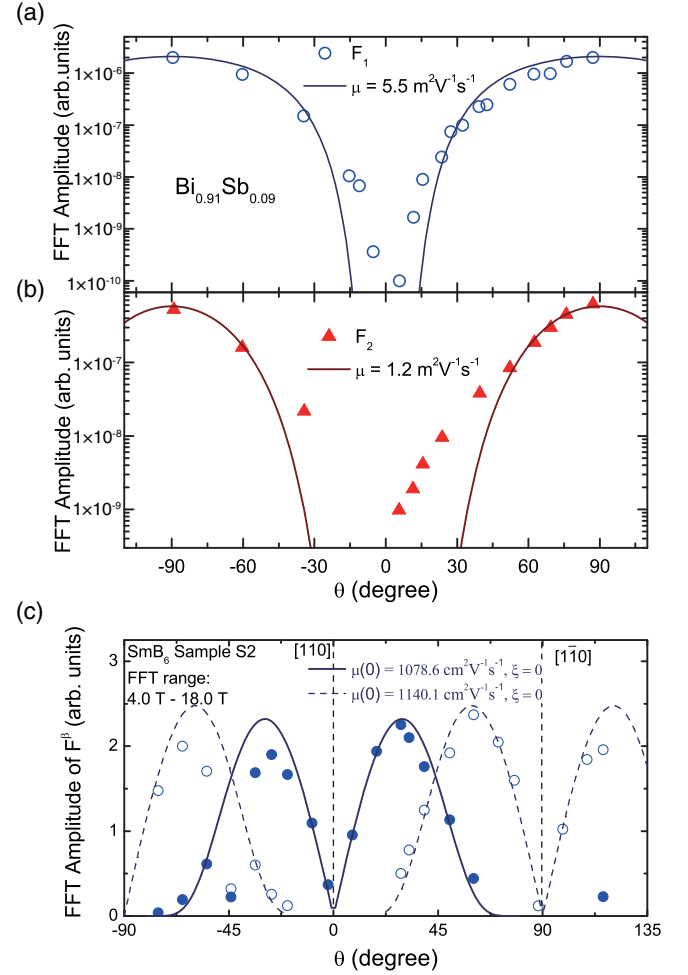 (a)
FFT Amplitude (arb.units)
1×10⁻⁶
1×10⁻⁷
1×10⁻⁸
1×10⁻⁹
1×10⁻¹⁰
F₁
μ = 5.5 m²V⁻¹s⁻¹
Bi₀.₉₁Sb₀.₀₉
(b)
FFT Amplitude (arb. units)
1×10⁻⁷
1×10⁻⁸
1×10⁻⁹
F₂
μ = 1.2 m²V⁻¹s⁻¹
-90 -60 -30 0 30 60 90
θ (degree)
(c)
FFT Amplitude of Fᵝ (arb. units)
3
2
1
0
SmB₆ Sample S2
FFT range:
4.0 T - 18.0 T
[110]
μ(0) = 1078.6 cm²V⁻¹s⁻¹, ξ = 0
μ(0) = 1140.1 cm²V⁻¹s⁻¹, ξ = 0
[11̄0]
-90 -45 0 45 90 135
θ (degree)